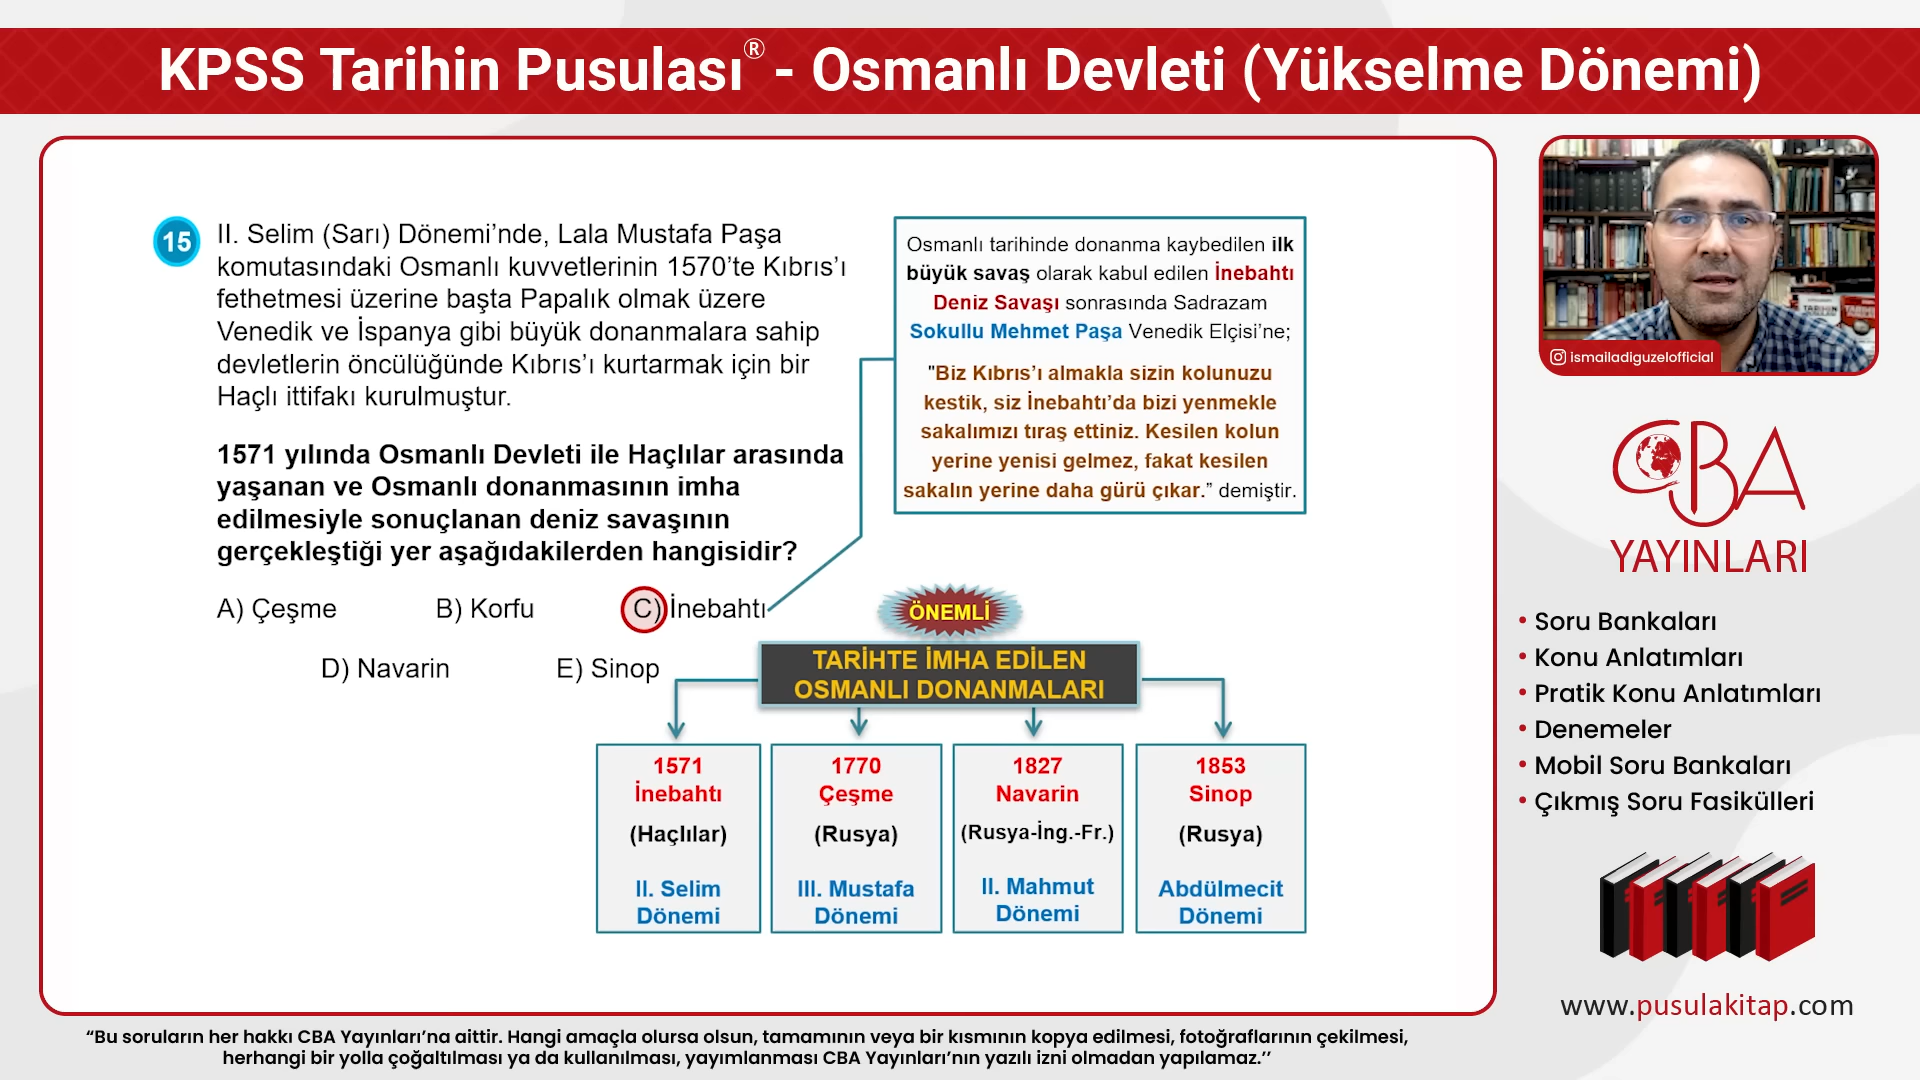 KPSS Tarihin Pusulası® - Osmanlı Devleti (Yükselme Dönemi)
15
II. Selim (Sarı) Dönemi’nde, Lala Mustafa Paşa
komutasındaki Osmanlı kuvvetlerinin 1570’te Kıbrıs’ı
fethetmesi üzerine başta Papalık olmak üzere
Venedik ve İspanya gibi büyük donanmalara sahip
devletlerin öncülüğünde Kıbrıs’ı kurtarmak için bir
Haçlı ittifakı kurulmuştur.
1571 yılında Osmanlı Devleti ile Haçlılar arasında
yaşanan ve Osmanlı donanmasının imha
edilmesiyle sonuçlanan deniz savaşının
gerçekleştiği yer aşağıdakilerden hangisidir?
A) Çeşme B) Korfu C) İnebahtı
D) Navarin E) Sinop
Osmanlı tarihinde donanma kaybedilen ilk
büyük savaş olarak kabul edilen İnebahtı
Deniz Savaşı sonrasında Sadrazam
Sokullu Mehmet Paşa Venedik Elçisi’ne;
"Biz Kıbrıs’ı almakla sizin kolunuzu
kestik, siz İnebahtı’da bizi yenmekle
sakalımızı tıraş ettiniz. Kesilen kolun
yerine yenisi gelmez, fakat kesilen
sakalın yerine daha gürü çıkar.” demiştir.
ÖNEMLİ
TARİHTE İMHA EDİLEN
OSMANLI DONANMALARI
1571
İnebahtı
(Haçlılar)
II. Selim
Dönemi
1770
Çeşme
(Rusya)
III. Mustafa
Dönemi
1827
Navarin
(Rusya-İng.-Fr.)
II. Mahmut
Dönemi
1853
Sinop
(Rusya)
Abdülmecit
Dönemi
ismailadiguzelofficial
CBA
YAYINLARI
• Soru Bankaları
• Konu Anlatımları
• Pratik Konu Anlatımları
• Denemeler
• Mobil Soru Bankaları
• Çıkmış Soru Fasikülleri
www.pusulakitap.com
“Bu soruların her hakkı CBA Yayınları’na aittir. Hangi amaçla olursa olsun, tamamının veya bir kısmının kopya edilmesi, fotoğraflarının çekilmesi,
herhangi bir yolla çoğaltılması ya da kullanılması, yayımlanması CBA Yayınları’nın yazılı izni olmadan yapılamaz.’’